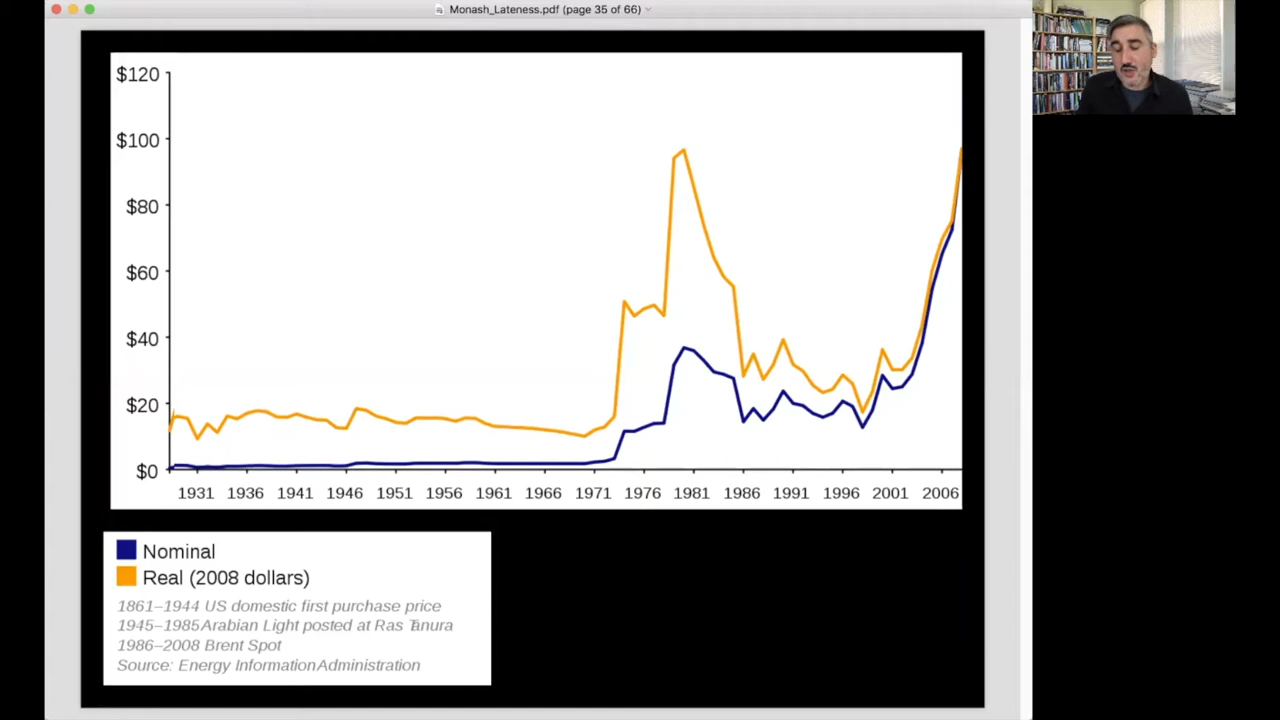 Monash_Lateness.pdf (page 35 of 66)
$120
$100
$80
$60
$40
$20
$0
1931 1936 1941 1946 1951 1956 1961 1966 1971 1976 1981 1986 1991 1996 2001 2006
Nominal
Real (2008 dollars)
1861–1944 US domestic first purchase price
1945–1985 Arabian Light posted at Ras Tanura
1986–2008 Brent Spot
Source: Energy Information Administration